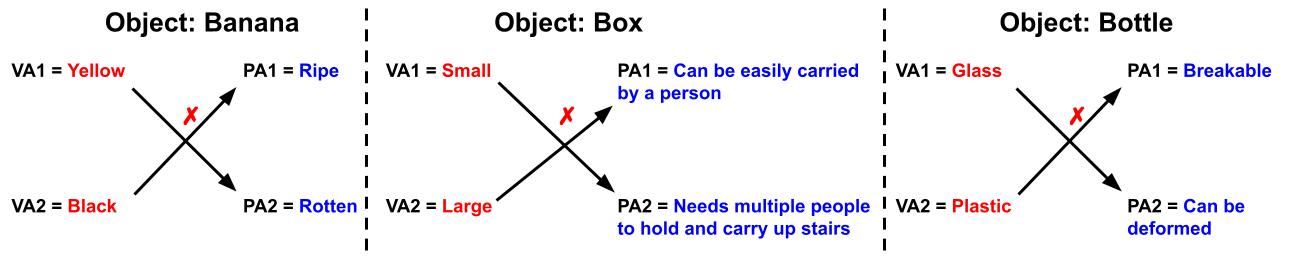 Object: Banana
VA1 = Yellow
PA1 = Ripe
✗
VA2 = Black
PA2 = Rotten
Object: Box
VA1 = Small
PA1 = Can be easily carried
by a person
✗
VA2 = Large
PA2 = Needs multiple people
to hold and carry up stairs
Object: Bottle
VA1 = Glass
PA1 = Breakable
✗
VA2 = Plastic
PA2 = Can be
deformed